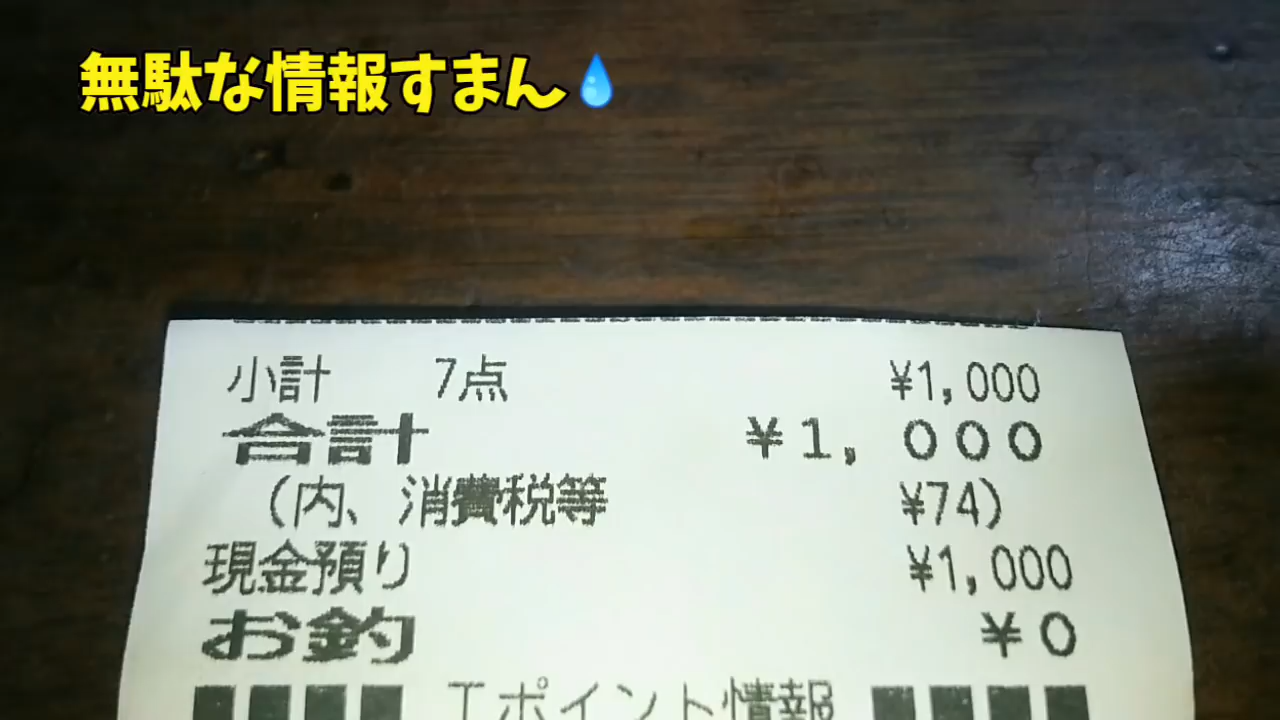 無駄な情報すまん💧
小計 7点 ¥1,000
合計 ¥1,000
(内、消費税等 ¥74)
現金預り ¥1,000
お釣 ¥0
Tポイント情報